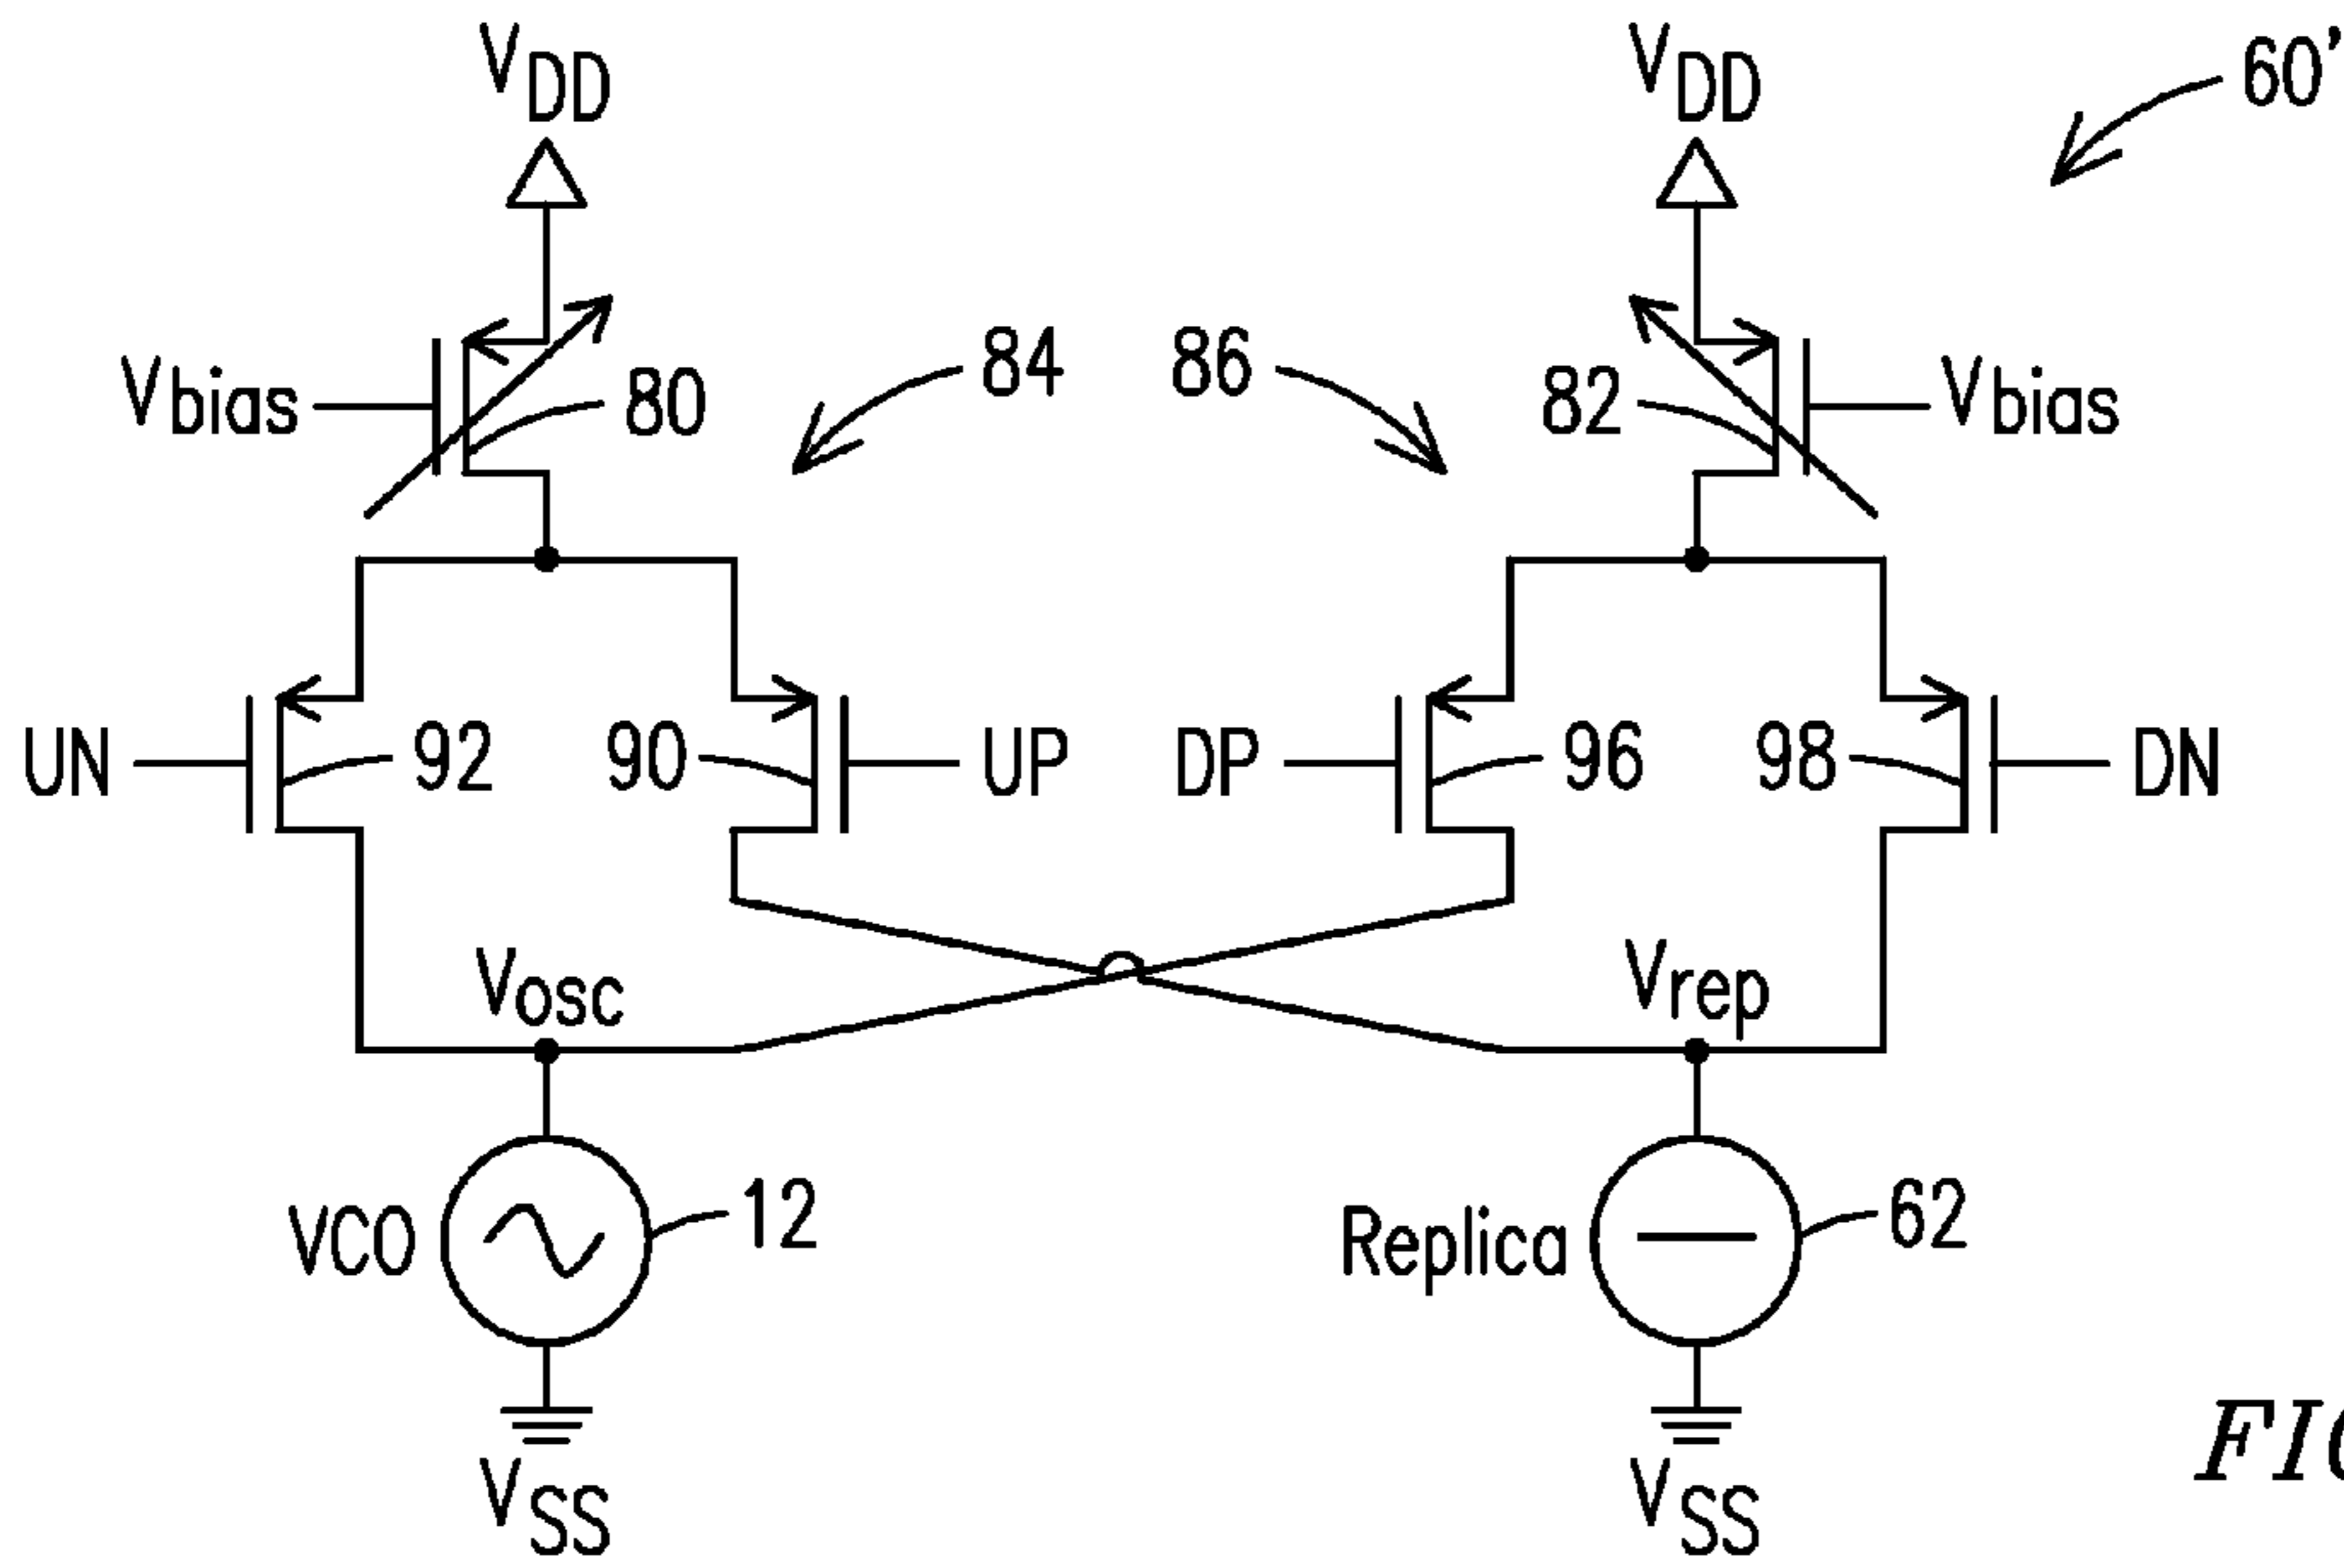 VDD
VDD
60'
84
86
Vbias
80
82
Vbias
UN
92
90
UP
DP
96
98
DN
Vosc
Vrep
VCO
12
Replica
62
VSS
VSS